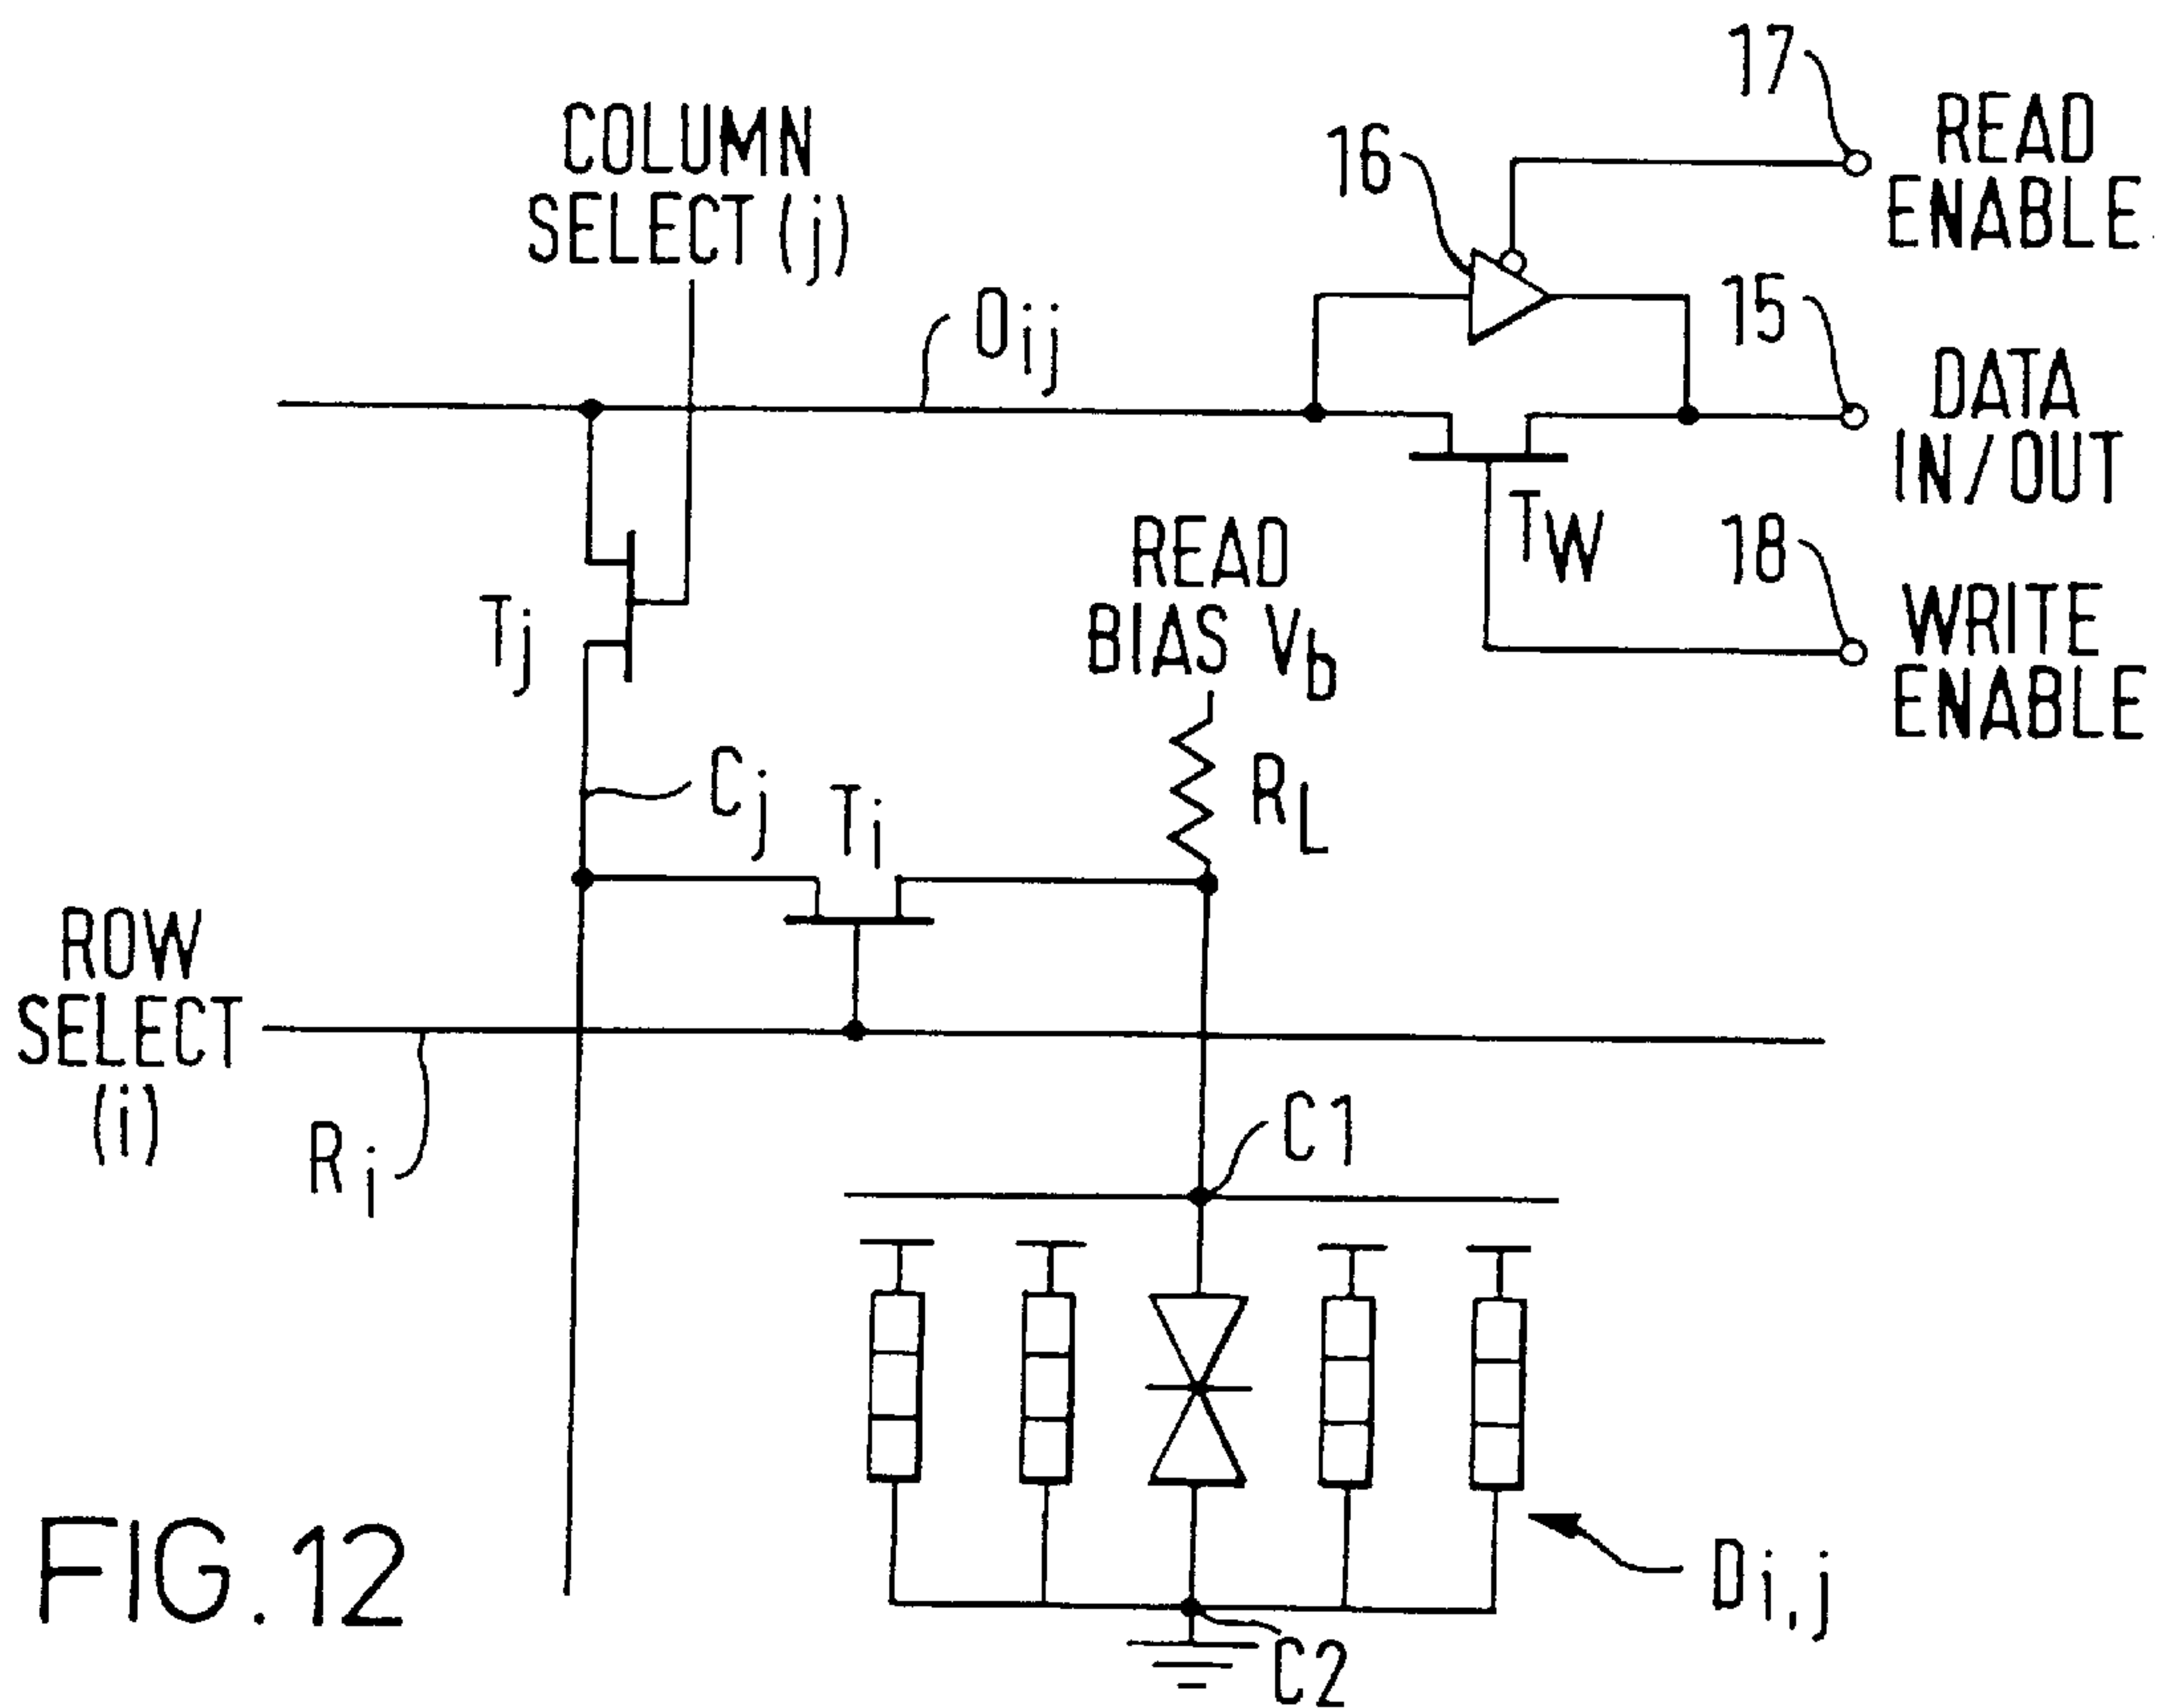 17
READ
ENABLE
COLUMN
SELECT (j)
16
15
Oij
DATA
IN/OUT
TW
READ
BIAS Vb
18
WRITE
ENABLE
Tj
Cj
Ti
RL
ROW
SELECT
(i)
Ri
C1
FIG.12
Di,j
C2